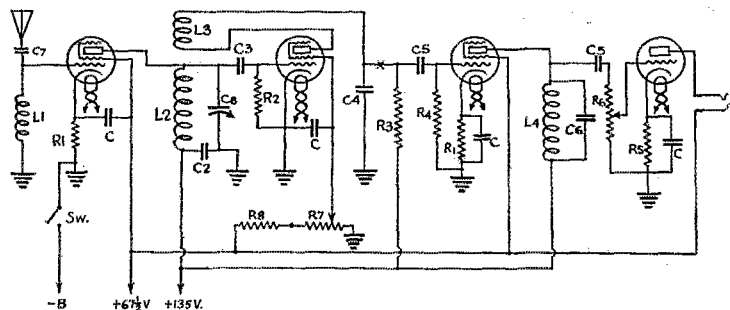 C7
L1
R1
C
Sw.
-B
+67½V
+135V.
L3
L2
C3
C8
C2
R2
C
C4
R8
R7
R3
C5
R4
R1
C
L4
C6
C5
R6
R5
C